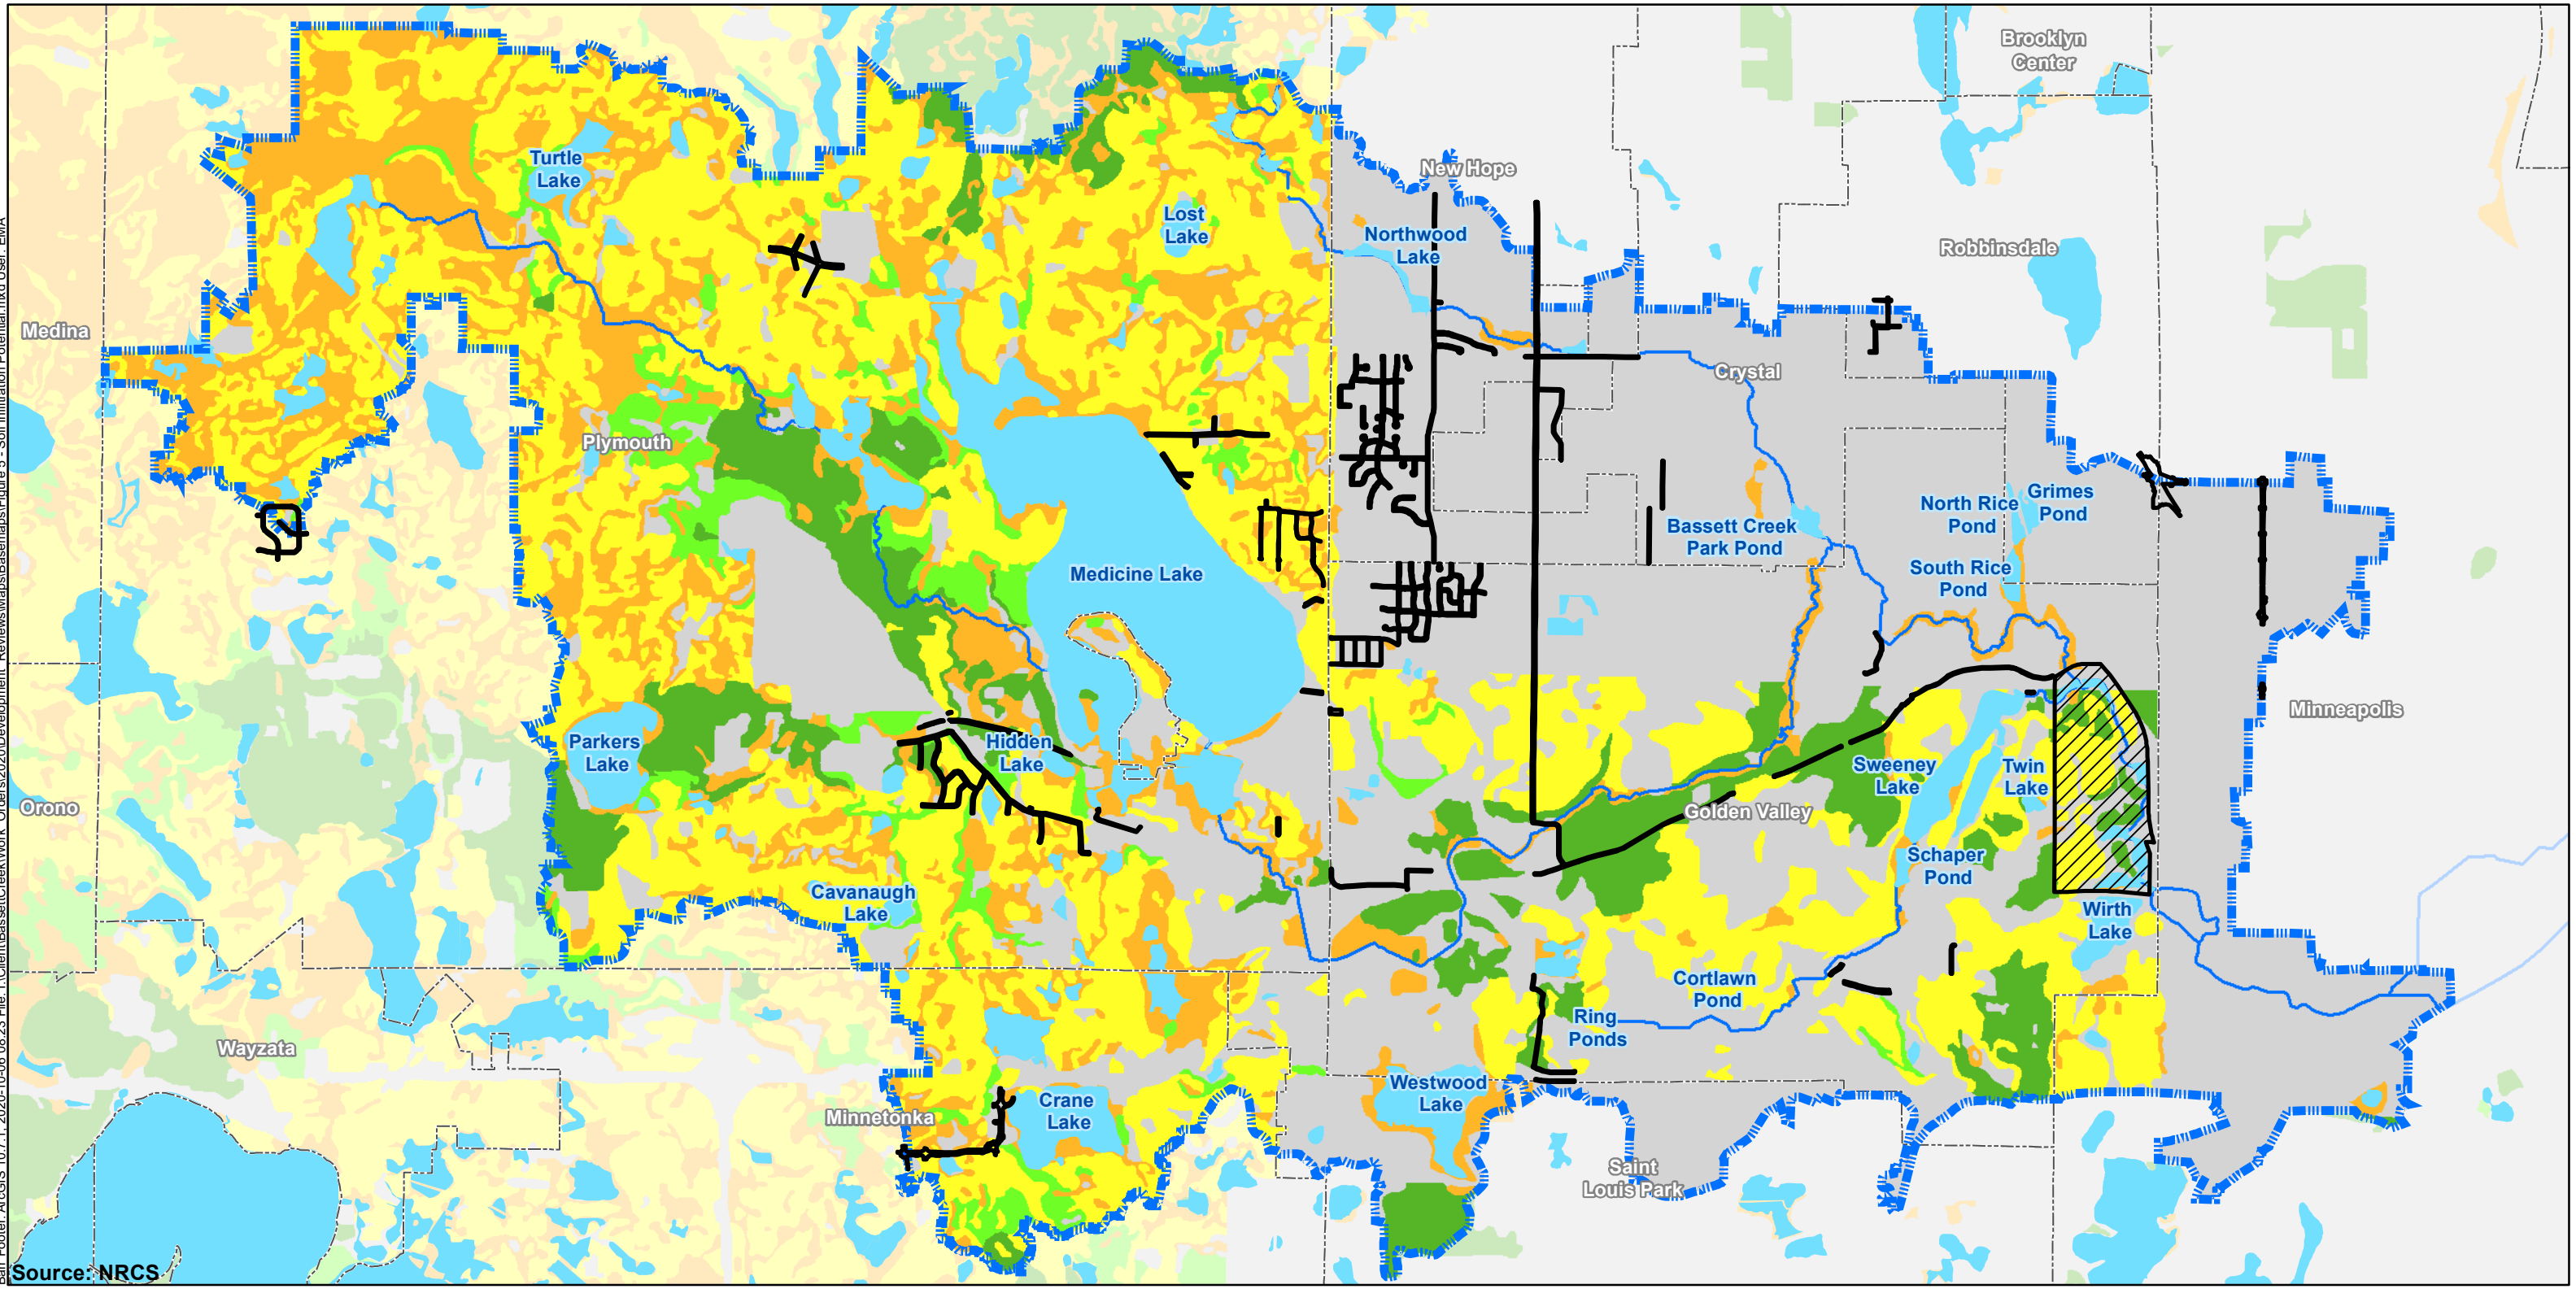 Brooklyn
Center
New Hope
Turtle
Lake
Lost
Lake
Northwood
Lake
Robbinsdale
Medina
Crystal
Plymouth
North Rice
Pond
Grimes
Pond
Bassett Creek
Park Pond
Medicine Lake
South Rice
Pond
Minneapolis
Parkers
Lake
Hidden
Lake
Sweeney
Lake
Twin
Lake
Orono
Golden Valley
Schaper
Pond
Cavanaugh
Lake
Wirth
Lake
Cortlawn
Pond
Ring
Ponds
Wayzata
Westwood
Lake
Crane
Lake
Minnetonka
Saint
Louis Park
Source: NRCS